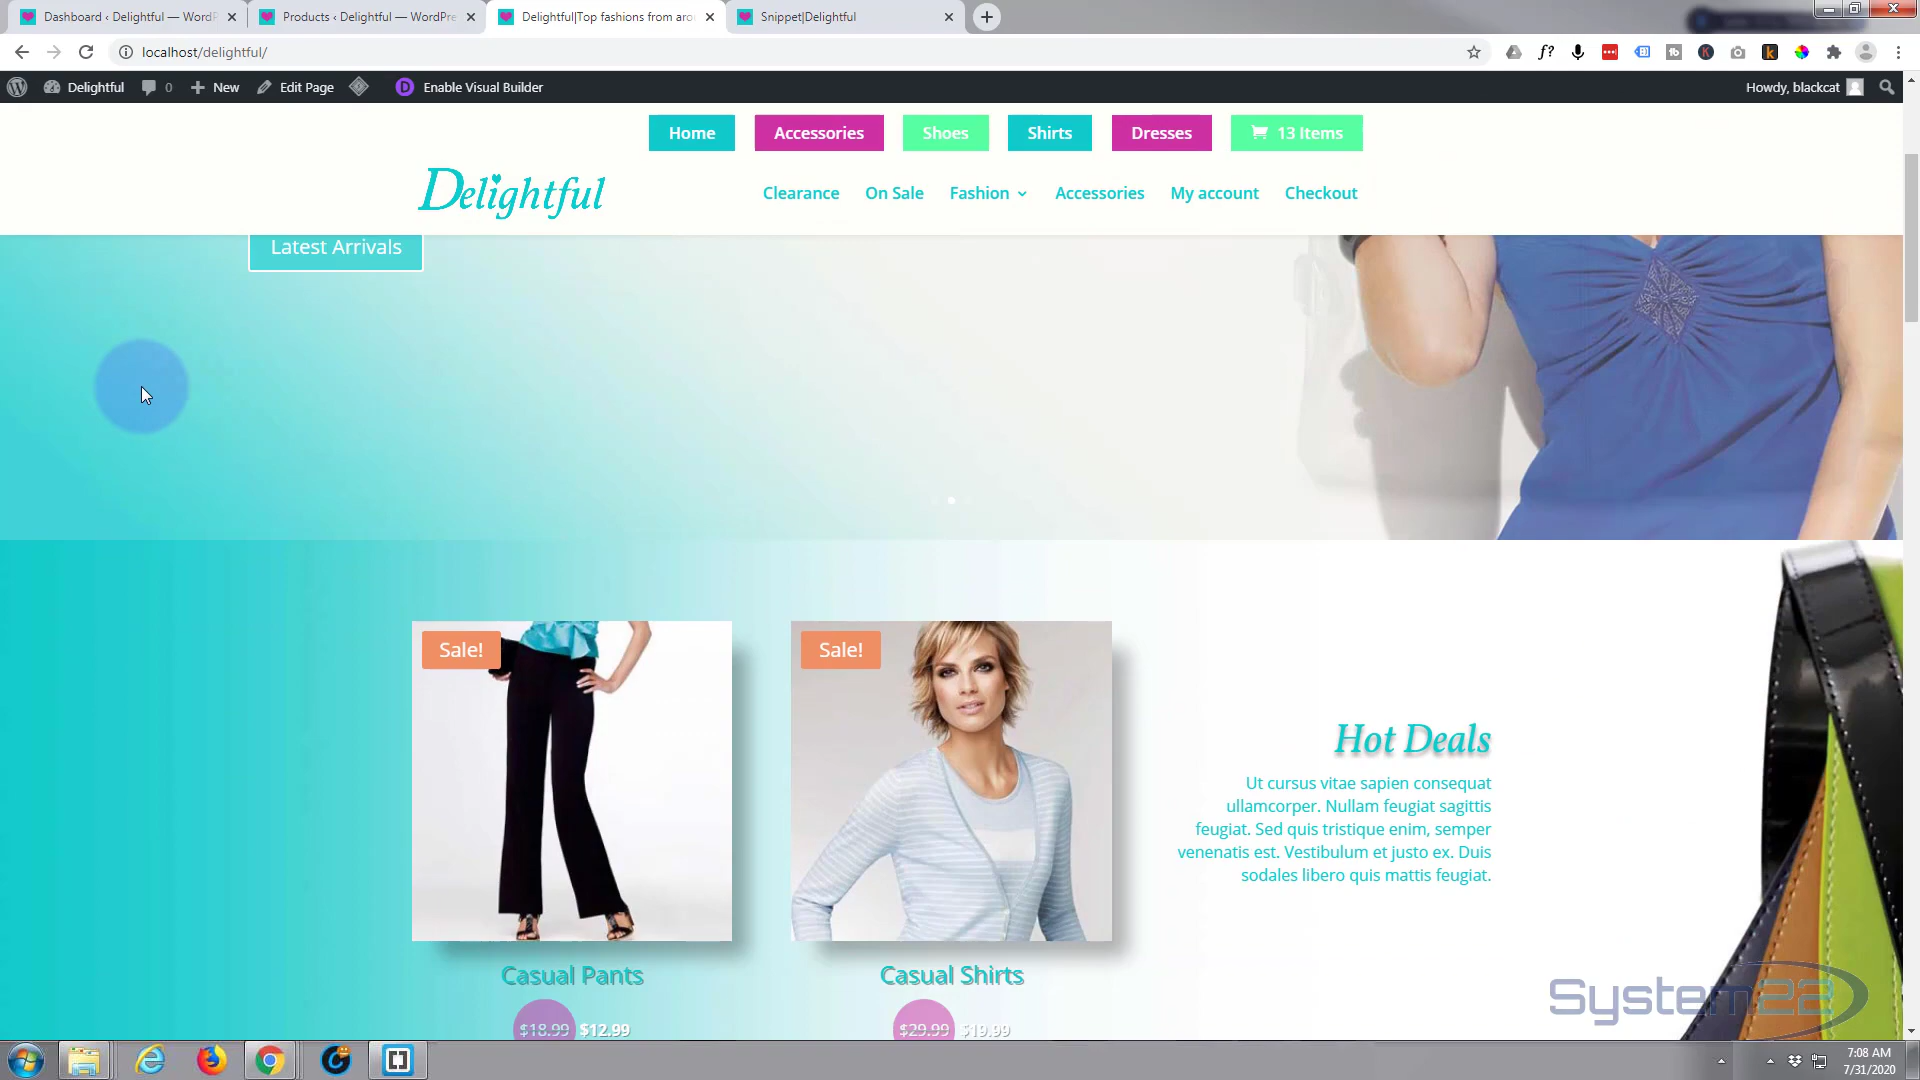 Dashboard ‹ Delightful — WordP
Products ‹ Delightful — WordPre
Delightful|Top fashions from arou
Snippet|Delightful
localhost/delightful/
Delightful
0
New
Edit Page
Enable Visual Builder
Howdy, blackcat
Home
Accessories
Shoes
Shirts
Dresses
13 Items
Delightful
Clearance
On Sale
Fashion
Accessories
My account
Checkout
Latest Arrivals
Sale!
Sale!
Hot Deals
Ut cursus vitae sapien consequat
ullamcorper. Nullam feugiat sagittis
feugiat. Sed quis tristique enim, semper
venenatis est. Vestibulum et justo ex. Duis
sodales libero quis mattis feugiat.
Casual Pants
$18.99 $12.99
Casual Shirts
$29.99 $19.99
System22
7:08 AM
7/31/2020